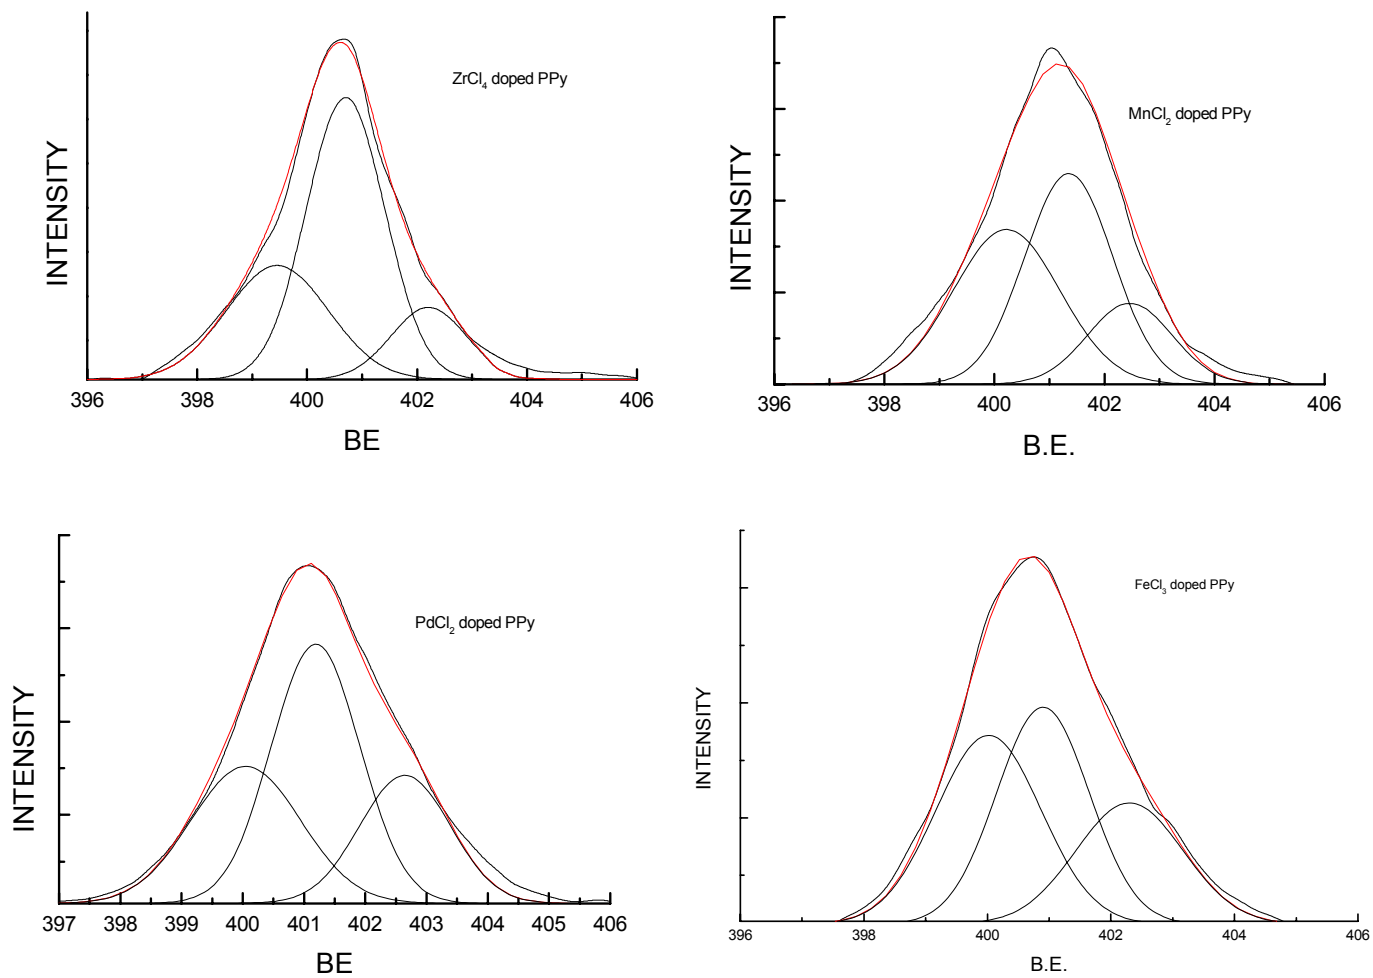 ZrCl4 doped PPy
INTENSITY
396 398 400 402 404 406
BE
MnCl2 doped PPy
INTENSITY
396 398 400 402 404 406
B.E.
PdCl2 doped PPy
INTENSITY
397 398 399 400 401 402 403 404 405 406
BE
FeCl3 doped PPy
INTENSITY
396 398 400 402 404 406
B.E.